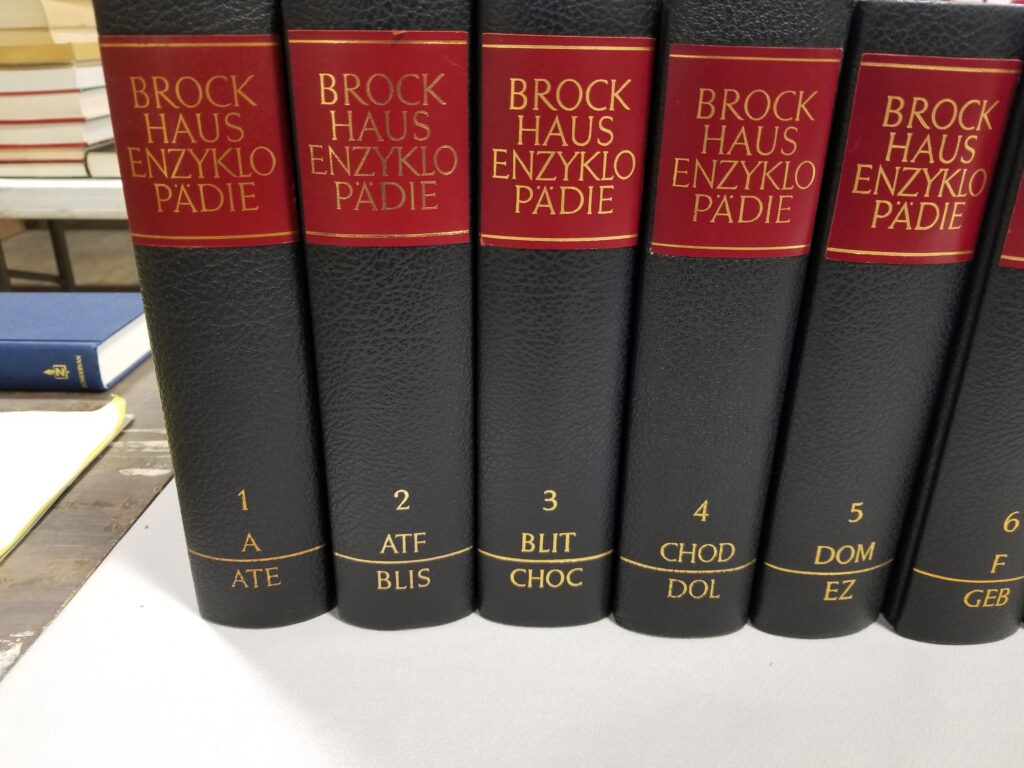 BROCK
HAUS
ENZYKLO
PÄDIE
1
A
ATE
BROCK
HAUS
ENZYKLO
PÄDIE
2
ATF
BLIS
BROCK
HAUS
ENZYKLO
PÄDIE
3
BLIT
CHOC
BROCK
HAUS
ENZYKLO
PÄDIE
4
CHOD
DOL
BROCK
HAUS
ENZYKLO
PÄDIE
5
DOM
EZ
6
F
GEB
ZONDERVAN